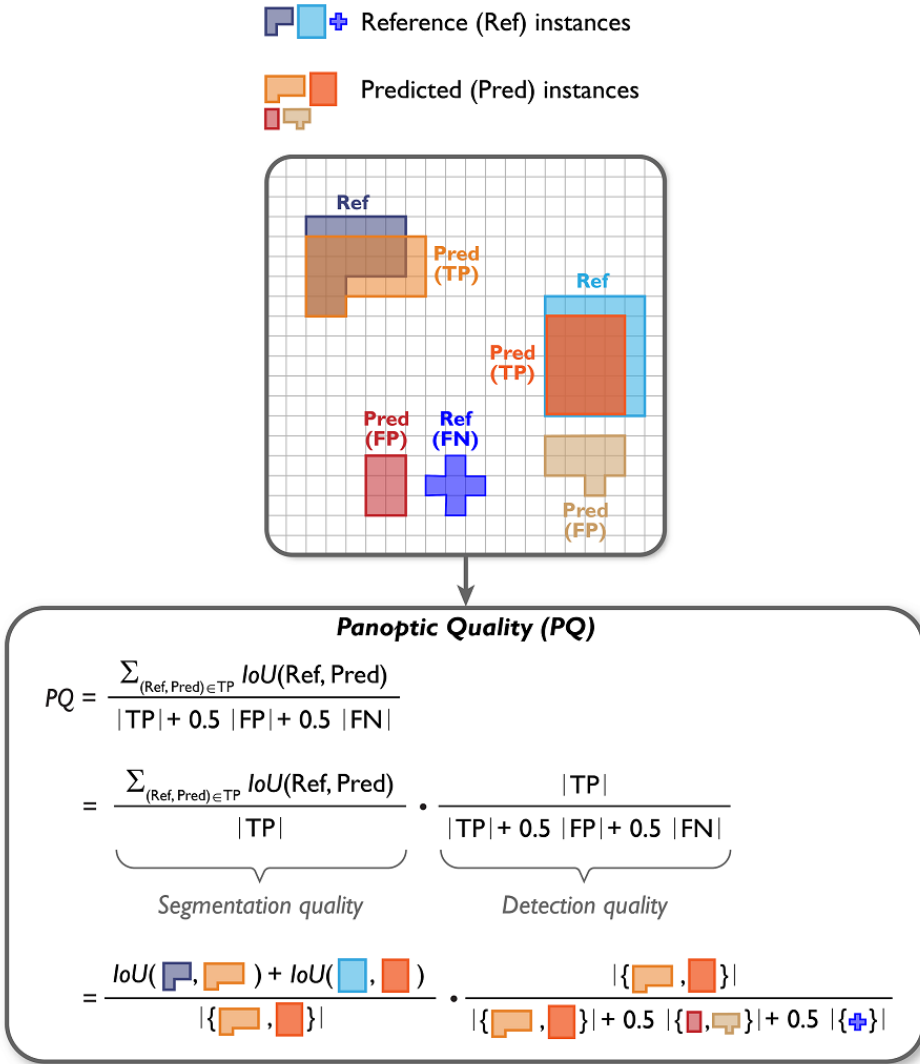 Reference (Ref) instances
Predicted (Pred) instances
Ref
Pred
(TP)
Ref
Pred
(TP)
Pred
(FP)
Ref
(FN)
Pred
(FP)
Panoptic Quality (PQ)
PQ = Σ(Ref, Pred)∈TP IoU(Ref, Pred)
|TP| + 0.5 |FP| + 0.5 |FN|
= Σ(Ref, Pred)∈TP IoU(Ref, Pred) • |TP|
|TP| |TP| + 0.5 |FP| + 0.5 |FN|
Segmentation quality Detection quality
= IoU( , ) + IoU( , ) • |{ , }|
|{ , }| |{ , }| + 0.5 |{ , }| + 0.5 |{ }|